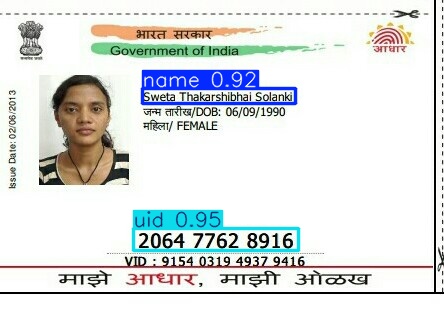 भारत सरकार
Government of India
आधार
name 0.92
Sweta Thakarshibhai Solanki
जन्म तारीख/DOB: 06/09/1990
महिला/ FEMALE
Issue Date: 02/06/2013
uid 0.95
2064 7762 8916
VID : 9154 0319 4937 9416
माझे आधार, माझी ओळख